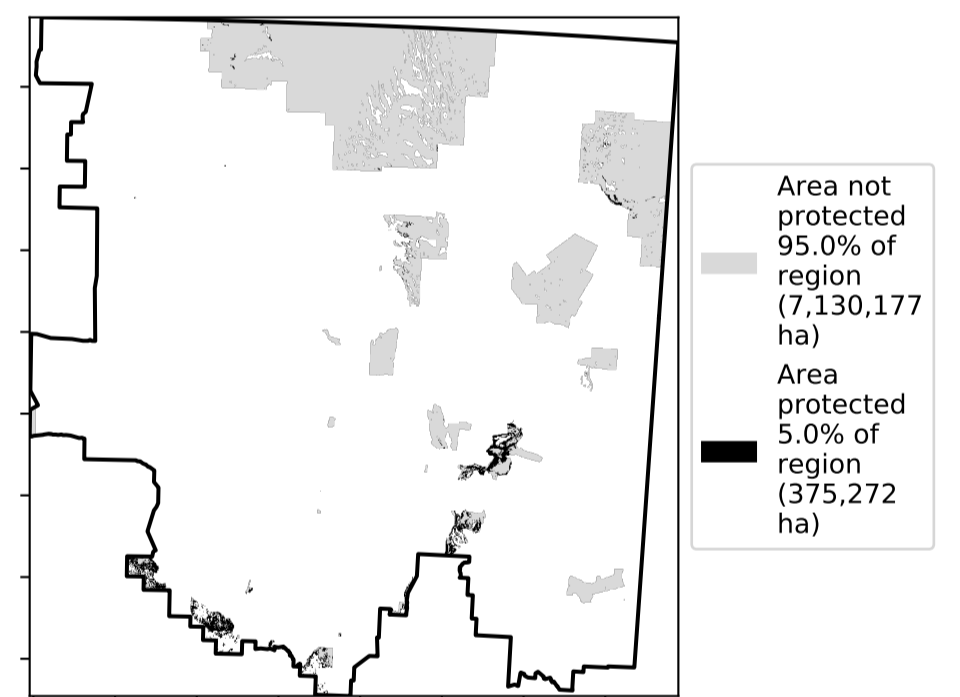 Area not
protected
95.0% of
region
(7,130,177
ha)
Area
protected
5.0% of
region
(375,272
ha)